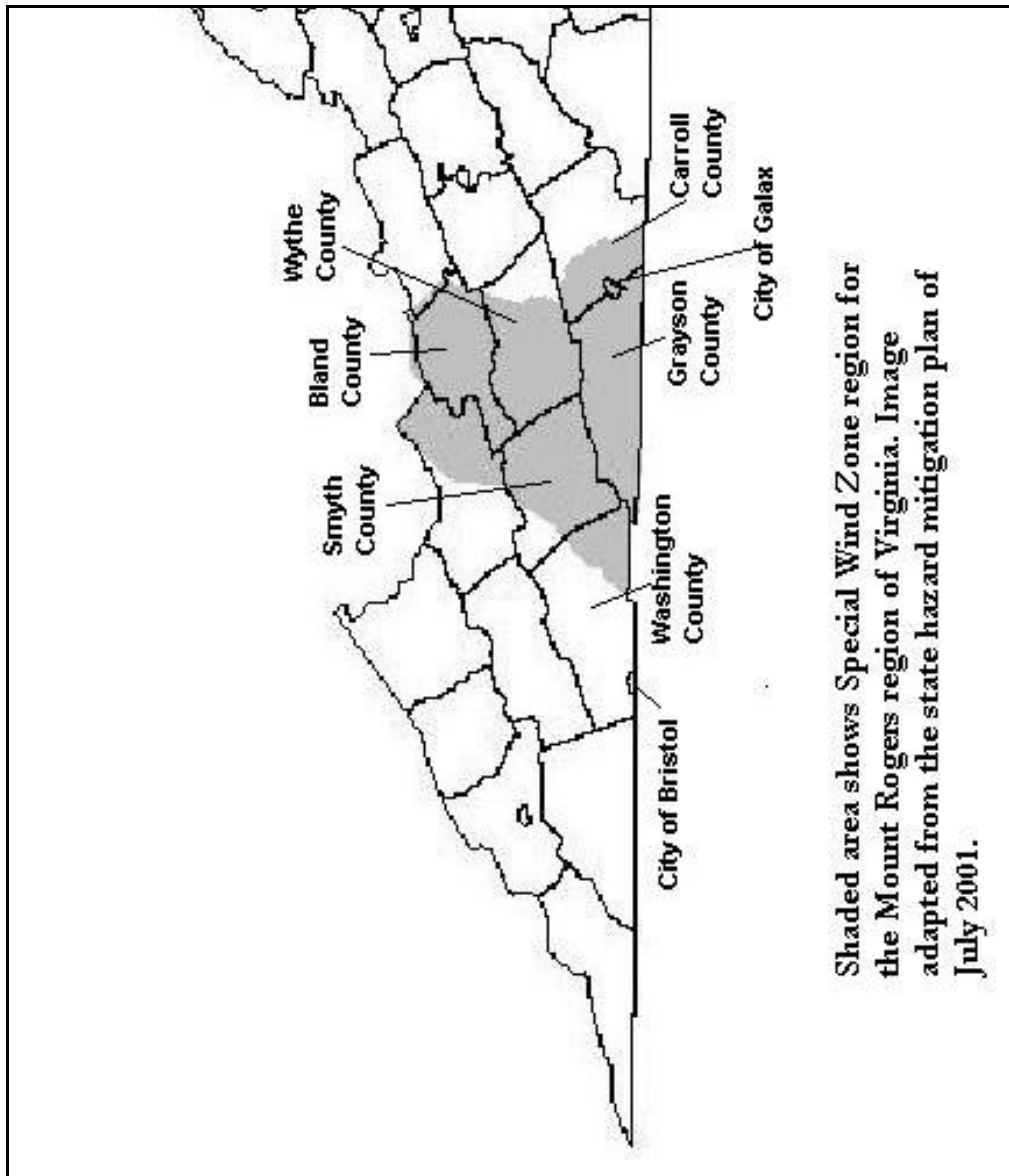 Smyth
County
Bland
County
Wythe
County
Washington
County
City of Bristol
Grayson
County
City of Galax
Carroll
County
Shaded area shows Special Wind Zone region for
the Mount Rogers region of Virginia. Image
adapted from the state hazard mitigation plan of
July 2001.